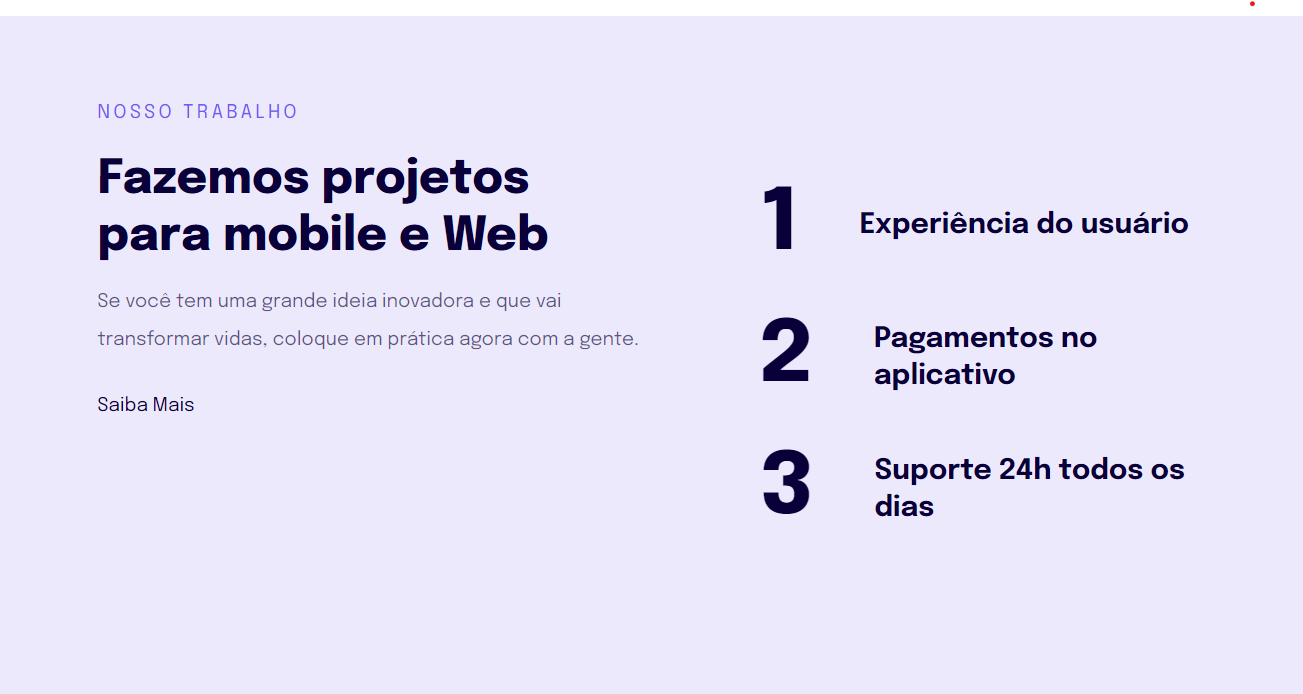 NOSSO TRABALHO
Fazemos projetos
para mobile e Web
Se você tem uma grande ideia inovadora e que vai
transformar vidas, coloque em prática agora com a gente.
Saiba Mais
1 Experiência do usuário
2 Pagamentos no
aplicativo
3 Suporte 24h todos os
dias